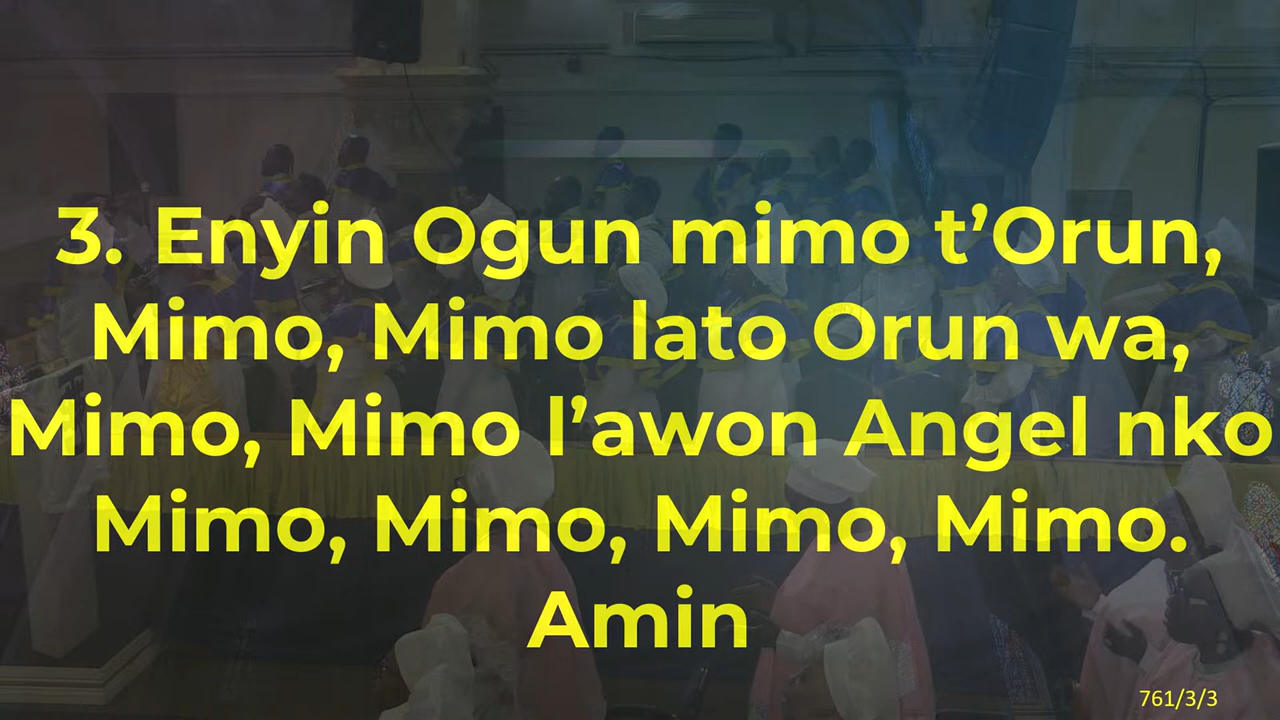 3. Enyin Ogun mimo t’Orun,
Mimo, Mimo lato Orun wa,
Mimo, Mimo l’awon Angel nko
Mimo, Mimo, Mimo, Mimo.
Amin
761/3/3